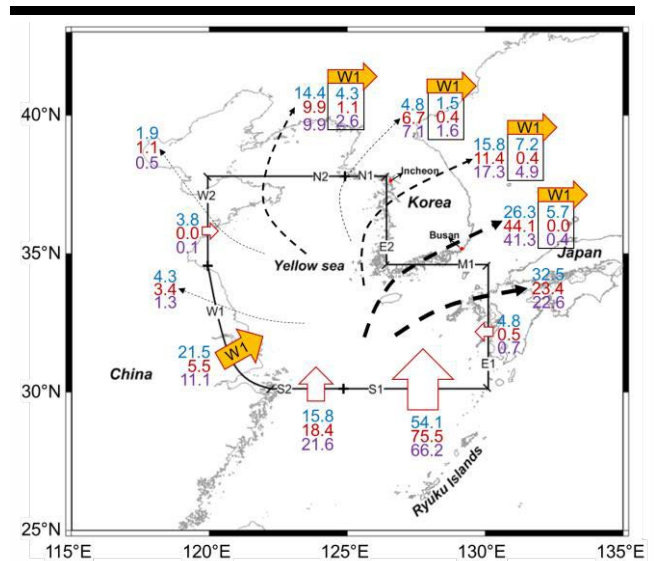 W1
14.4 4.3
9.9 1.1
9.9 2.6
W1
4.8 1.5
6.7 0.4
7.1 1.6
W1
15.8 7.2
11.4 0.4
17.3 4.9
W1
26.3 5.7
44.1 0.0
41.3 0.4
40°N
35°N
30°N
25°N
1.9
1.1
0.5
N2
N1
Incheon
Korea
W2
3.8
0.0
0.1
Busan
E2
M1
Japan
Yellow sea
32.5
23.4
22.6
4.3
3.4
1.3
W1
4.8
0.5
0.7
E1
W1
21.5
5.5
11.1
China
S2
S1
15.8
18.4
21.6
54.1
75.5
66.2
Ryuku Islands
115°E
120°E
125°E
130°E
135°E